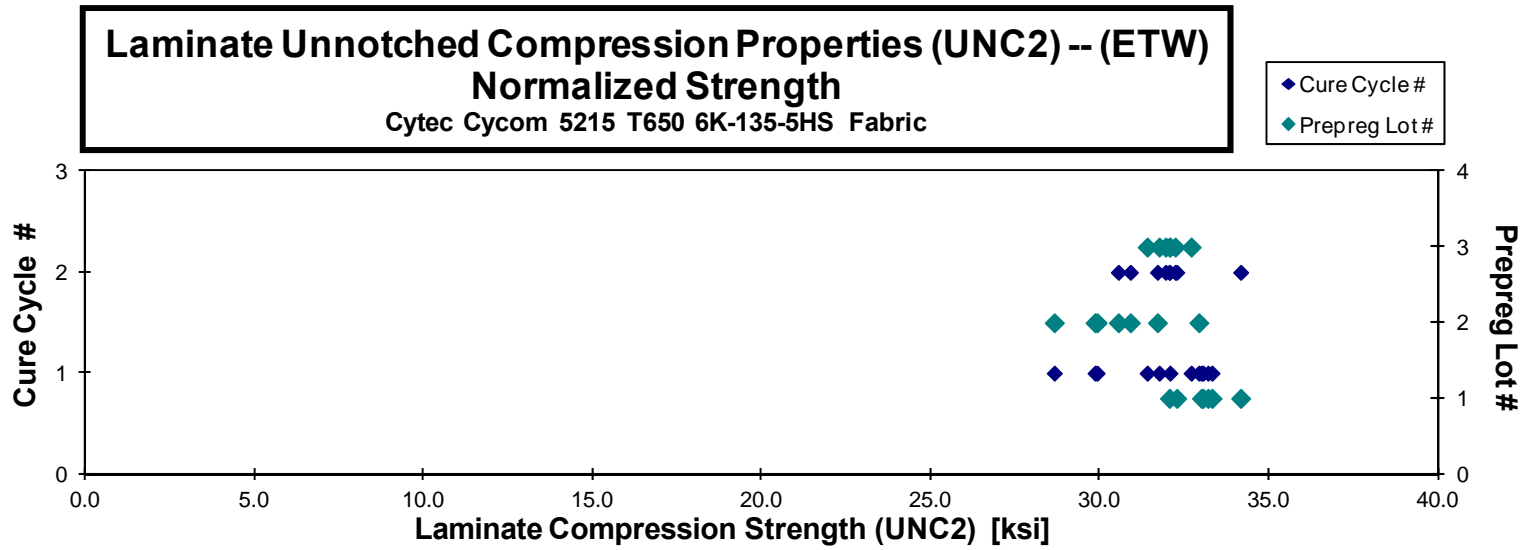 Laminate Unnotched Compression Properties (UNC2) -- (ETW)
Normalized Strength
Cytec Cycom 5215 T650 6K-135-5HS Fabric
Cure Cycle #
Prepreg Lot #
3
2
1
0
Cure Cycle #
4
3
2
1
0
Prepreg Lot #
0.0 5.0 10.0 15.0 20.0 25.0 30.0 35.0 40.0
Laminate Compression Strength (UNC2) [ksi]